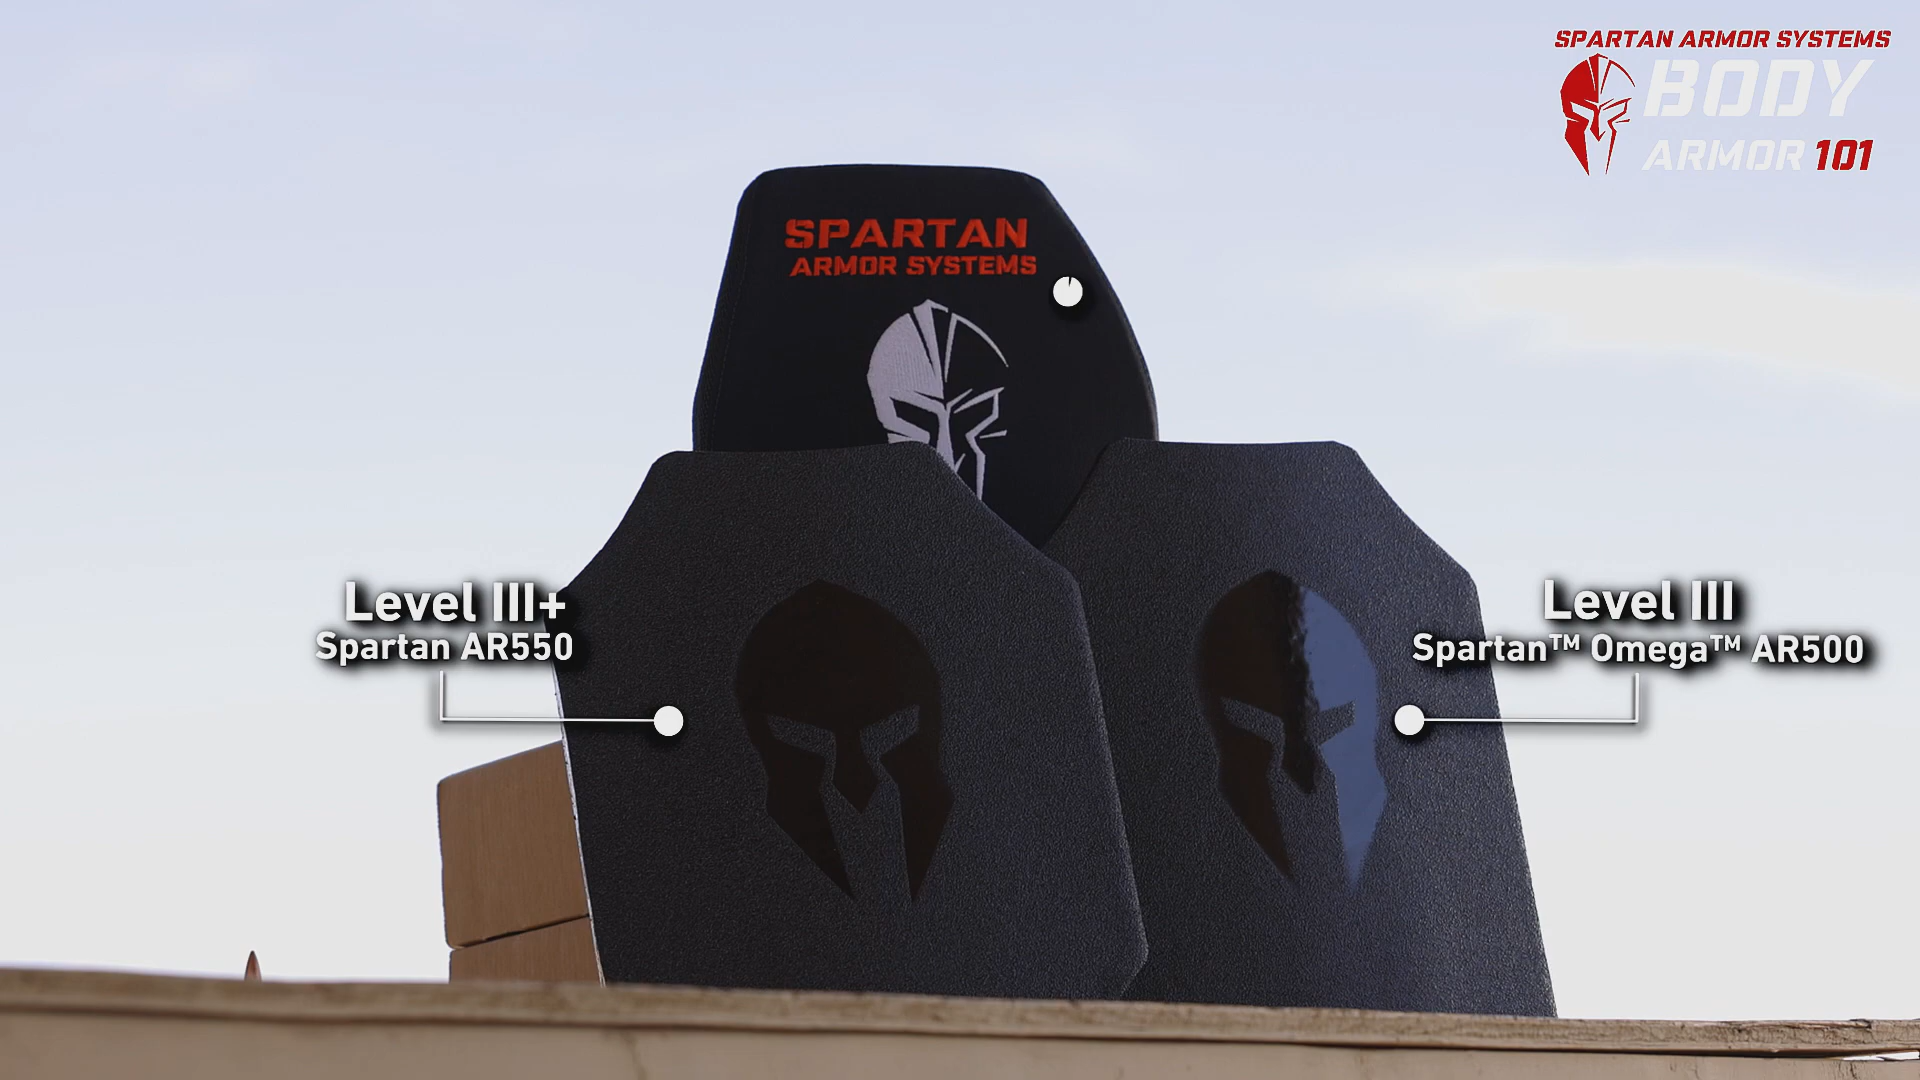 SPARTAN ARMOR SYSTEMS
BODY
ARMOR 101
SPARTAN
ARMOR SYSTEMS
Level III+
Spartan AR550
Level III
Spartan™ Omega™ AR500